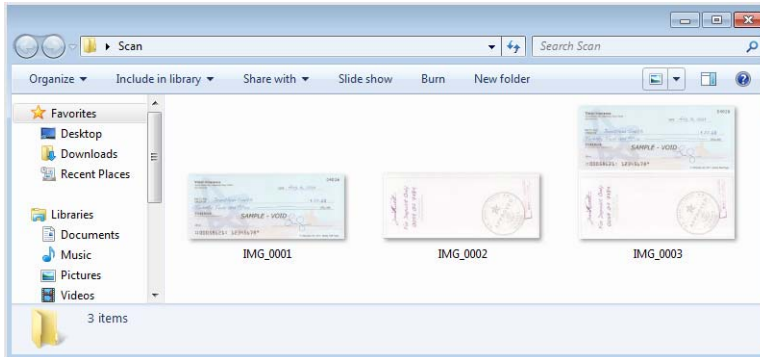 Scan
Search Scan
Organize
Include in library
Share with
Slide show
Burn
New folder
Favorites
Desktop
Downloads
Recent Places
Libraries
Documents
Music
Pictures
Videos
SAMPLE - VOID
IMG_0001
IMG_0002
SAMPLE - VOID
IMG_0003
3 items